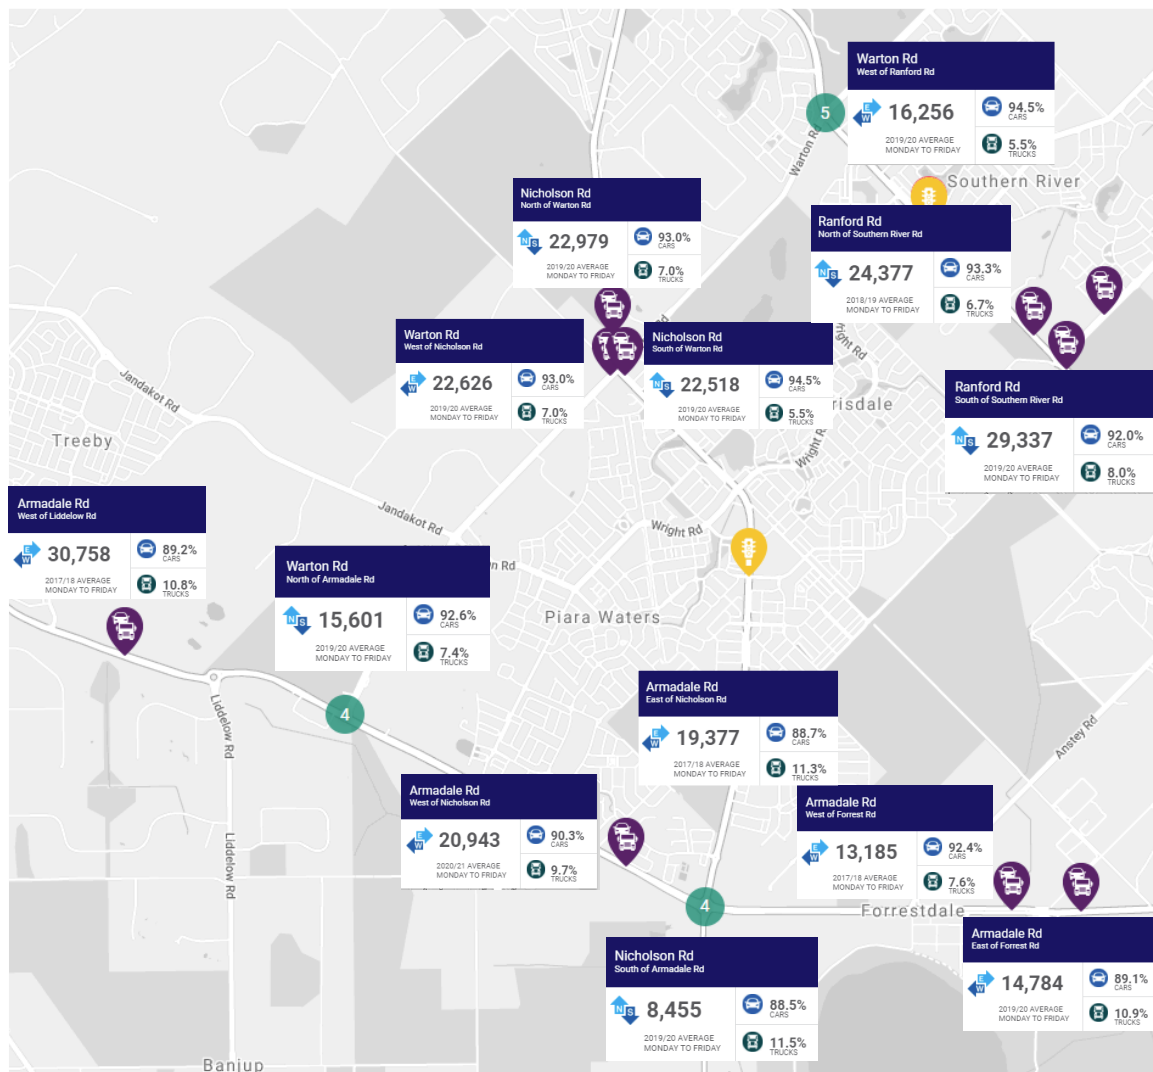 Warton Rd
West of Ranford Rd
16,256
94.5%
CARS
2019/20 AVERAGE
MONDAY TO FRIDAY
5.5%
TRUCKS
5
Warton Rd
Southern River
Nicholson Rd
North of Warton Rd
22,979
93.0%
CARS
2019/20 AVERAGE
MONDAY TO FRIDAY
7.0%
TRUCKS
Ranford Rd
North of Southern River Rd
24,377
93.3%
CARS
2018/19 AVERAGE
MONDAY TO FRIDAY
6.7%
TRUCKS
Warton Rd
West of Nicholson Rd
22,626
93.0%
CARS
2019/20 AVERAGE
MONDAY TO FRIDAY
7.0%
TRUCKS
Nicholson Rd
South of Warton Rd
22,518
94.5%
CARS
2019/20 AVERAGE
MONDAY TO FRIDAY
5.5%
TRUCKS
Ranford Rd
South of Southern River Rd
29,337
92.0%
CARS
2019/20 AVERAGE
MONDAY TO FRIDAY
8.0%
TRUCKS
Jandakot Rd
Treeby
risdale
Wright Rd
Jandakot Rd
Wright Rd
Armadale Rd
West of Liddelow Rd
30,758
89.2%
CARS
2017/18 AVERAGE
MONDAY TO FRIDAY
10.8%
TRUCKS
Warton Rd
North of Armadale Rd
15,601
92.6%
CARS
2019/20 AVERAGE
MONDAY TO FRIDAY
7.4%
TRUCKS
n Rd
Piara Waters
Liddelow Rd
4
Armadale Rd
East of Nicholson Rd
19,377
88.7%
CARS
2017/18 AVERAGE
MONDAY TO FRIDAY
11.3%
TRUCKS
Anstey Rd
Armadale Rd
West of Nicholson Rd
20,943
90.3%
CARS
2020/21 AVERAGE
MONDAY TO FRIDAY
9.7%
TRUCKS
Armadale Rd
West of Forrest Rd
13,185
92.4%
CARS
2017/18 AVERAGE
MONDAY TO FRIDAY
7.6%
TRUCKS
Liddelow Rd
4
Forrestdale
Armadale Rd
East of Forrest Rd
14,784
89.1%
CARS
2019/20 AVERAGE
MONDAY TO FRIDAY
10.9%
TRUCKS
Nicholson Rd
South of Armadale Rd
8,455
88.5%
CARS
2019/20 AVERAGE
MONDAY TO FRIDAY
11.5%
TRUCKS
Banjup